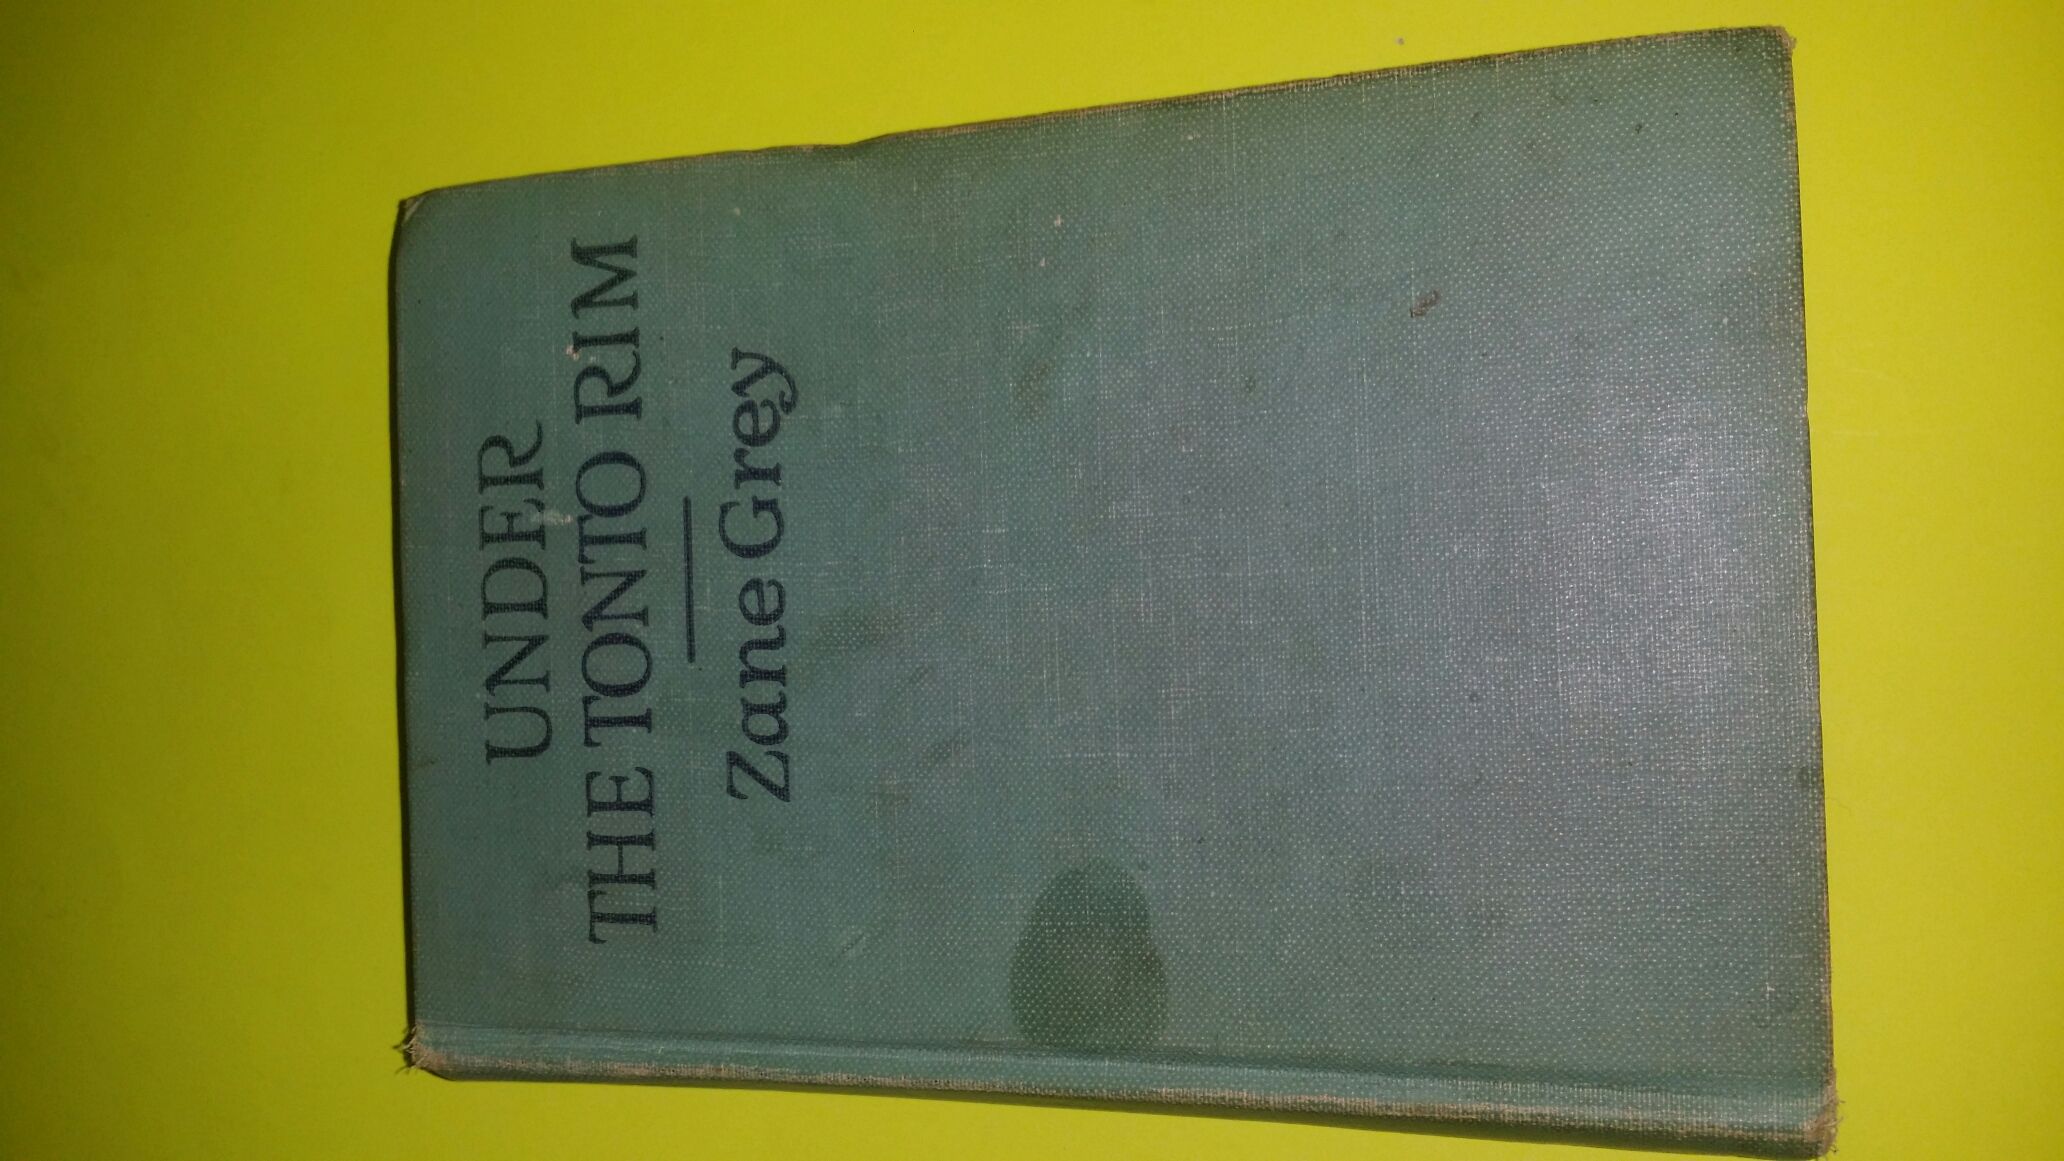 UNDER
THE TONTO RIM
Zane Grey